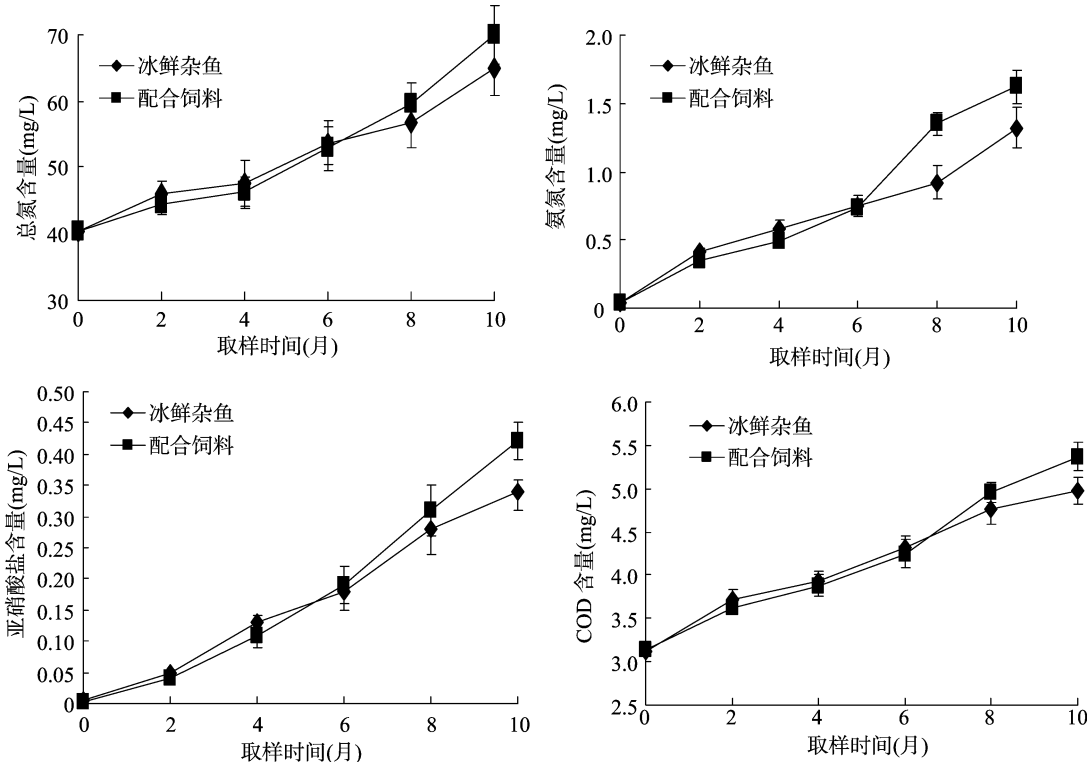 70
60
50
40
30
总氮含量(mg/L)
冰鲜杂鱼
配合饲料
0 2 4 6 8 10
取样时间(月)
2.0
1.5
1.0
0.5
0
氨氮含量(mg/L)
冰鲜杂鱼
配合饲料
0 2 4 6 8 10
取样时间(月)
0.50
0.45
0.40
0.35
0.30
0.25
0.20
0.15
0.10
0.05
0
亚硝酸盐含量(mg/L)
冰鲜杂鱼
配合饲料
0 2 4 6 8 10
取样时间(月)
6.0
5.5
5.0
4.5
4.0
3.5
3.0
2.5
COD 含量(mg/L)
冰鲜杂鱼
配合饲料
0 2 4 6 8 10
取样时间(月)